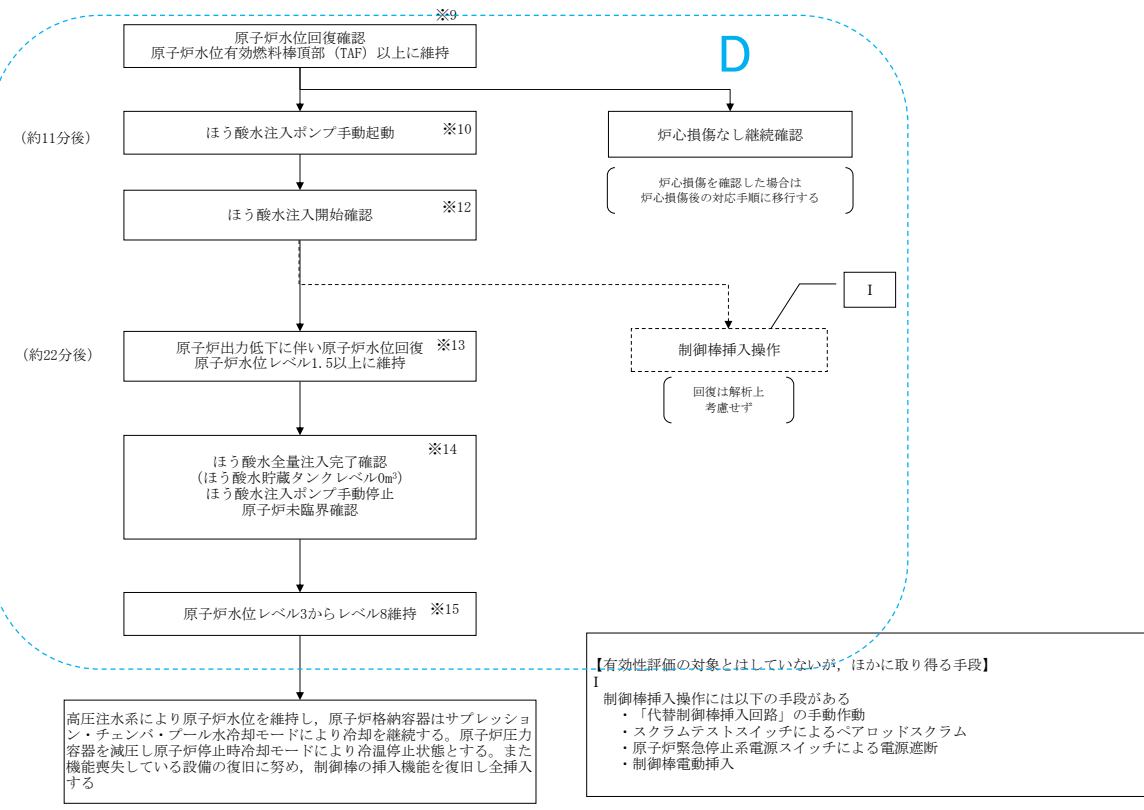 ※9
原子炉水位回復確認
原子炉水位有効燃料棒頂部（TAF）以上に維持
D
(約11分後)
ほう酸水注入ポンプ手動起動
※10
炉心損傷なし継続確認
炉心損傷を確認した場合は
炉心損傷後の対応手順に移行する
ほう酸水注入開始確認
※12
I
(約22分後)
原子炉出力低下に伴い原子炉水位回復
※13
原子炉水位レベル1.5以上に維持
制御棒挿入操作
回復は解析上
考慮せず
※14
ほう酸水全量注入完了確認
(ほう酸水貯蔵タンクレベル0m³)
ほう酸水注入ポンプ手動停止
原子炉未臨界確認
原子炉水位レベル3からレベル8維持
※15
高圧注水系により原子炉水位を維持し，原子炉格納容器はサプレッショ
ン・チェンバ・プール水冷却モードにより冷却を継続する。原子炉圧力
容器を減圧し原子炉停止時冷却モードにより冷温停止状態とする。また
機能喪失している設備の復旧に努め，制御棒の挿入機能を復旧し全挿入
する
【有効性評価の対象とはしていないが，ほかに取り得る手段】
I
制御棒挿入操作には以下の手段がある
・「代替制御棒挿入回路」の手動作動
・スクラムテストスイッチによるペアロッドスクラム
・原子炉緊急停止系電源スイッチによる電源遮断
・制御棒電動挿入